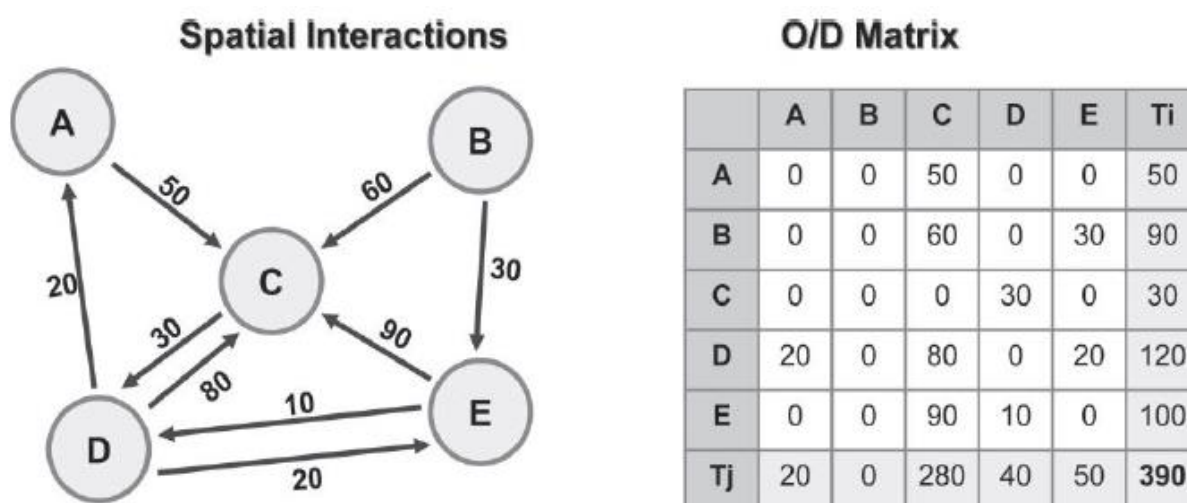 Spatial Interactions
O/D Matrix
A
B
50
60
C
20
30
30
90
80
10
D
E
20
A B C D E Ti
A 0 0 50 0 0 50
B 0 0 60 0 30 90
C 0 0 0 30 0 30
D 20 0 80 0 20 120
E 0 0 90 10 0 100
Tj 20 0 280 40 50 390